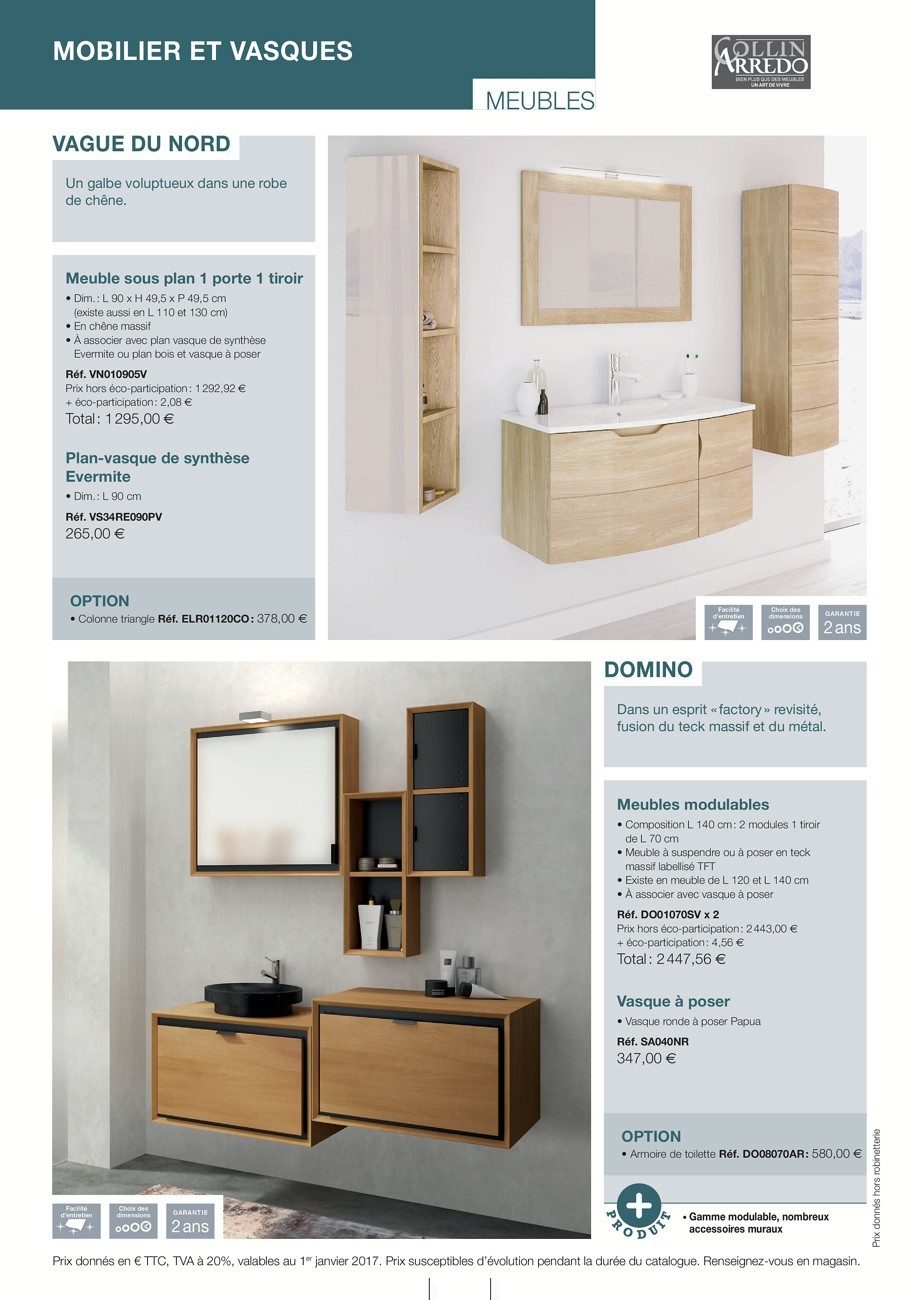 MOBILIER ET VASQUES
MEUBLES
COLLIN
ARREDO
BIEN PLUS QUE DES MEUBLES
UN ART DE VIVRE
VAGUE DU NORD
Un galbe voluptueux dans une robe
de chêne.
Meuble sous plan 1 porte 1 tiroir
• Dim.: L 90 x H 49,5 x P 49,5 cm
(existe aussi en L 110 et 130 cm)
• En chêne massif
• À associer avec plan vasque de synthèse
Evermite ou plan bois et vasque à poser
Réf. VN010905V
Prix hors éco-participation : 1 292,92 €
+ éco-participation : 2,08 €
Total : 1 295,00 €
Plan-vasque de synthèse
Evermite
• Dim.: L 90 cm
Réf. VS34RE090PV
265,00 €
OPTION
• Colonne triangle Réf. ELR01120CO : 378,00 €
Facilité
d'entretien
Choix des
dimensions
GARANTIE
2 ans
DOMINO
Dans un esprit « factory » revisité,
fusion du teck massif et du métal.
Meubles modulables
• Composition L 140 cm : 2 modules 1 tiroir
de L 70 cm
• Meuble à suspendre ou à poser en teck
massif labellisé TFT
• Existe en meuble de L 120 et L 140 cm
• À associer avec vasque à poser
Réf. DO01070SV x 2
Prix hors éco-participation : 2 443,00 €
+ éco-participation : 4,56 €
Total : 2 447,56 €
Vasque à poser
• Vasque ronde à poser Papua
Réf. SA040NR
347,00 €
OPTION
• Armoire de toilette Réf. DO08070AR : 580,00 €
+
PRODUIT
• Gamme modulable, nombreux
accessoires muraux
Facilité
d'entretien
Choix des
dimensions
GARANTIE
2 ans
Prix donnés hors robinetterie
Prix donnés en € TTC, TVA à 20%, valables au 1er janvier 2017. Prix susceptibles d'évolution pendant la durée du catalogue. Renseignez-vous en magasin.